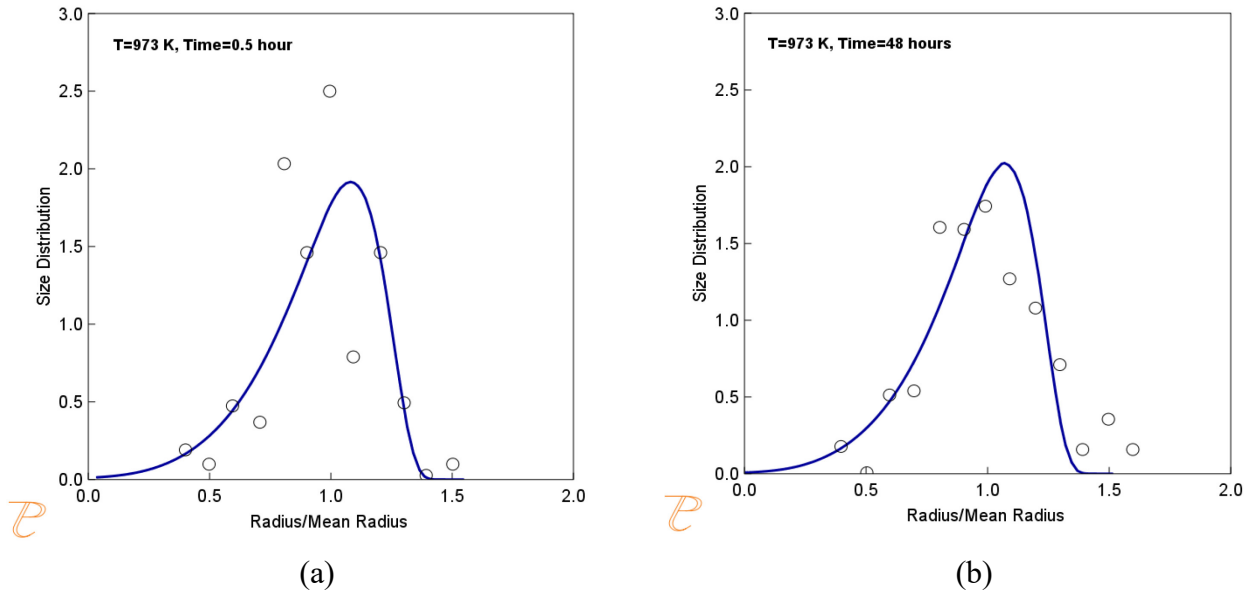 T=973 K, Time=0.5 hour
Size Distribution
3.0
2.5
2.0
1.5
1.0
0.5
0.0
0.0 0.5 1.0 1.5 2.0
Radius/Mean Radius
(a)
T=973 K, Time=48 hours
Size Distribution
3.0
2.5
2.0
1.5
1.0
0.5
0.0
0.0 0.5 1.0 1.5 2.0
Radius/Mean Radius
(b)